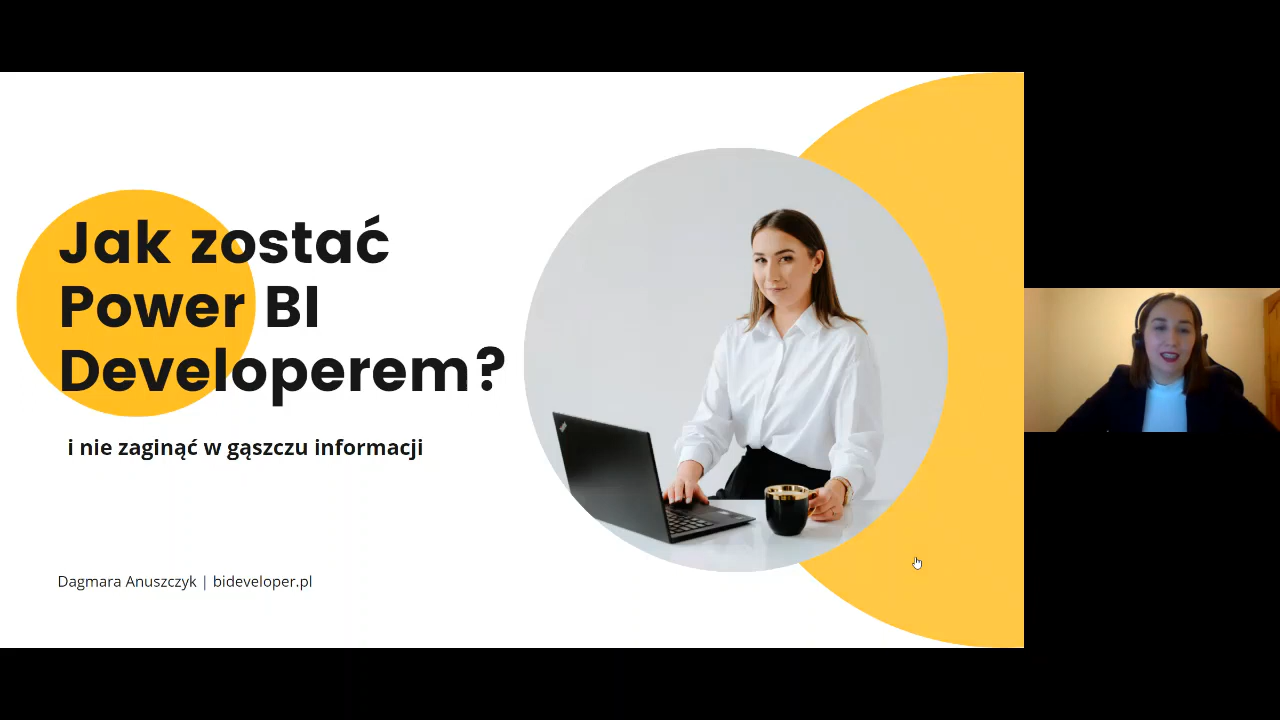 Jak zostać
Power BI
Developerem?
i nie zaginąć w gąszczu informacji
Dagmara Anuszczyk | bideveloper.pl